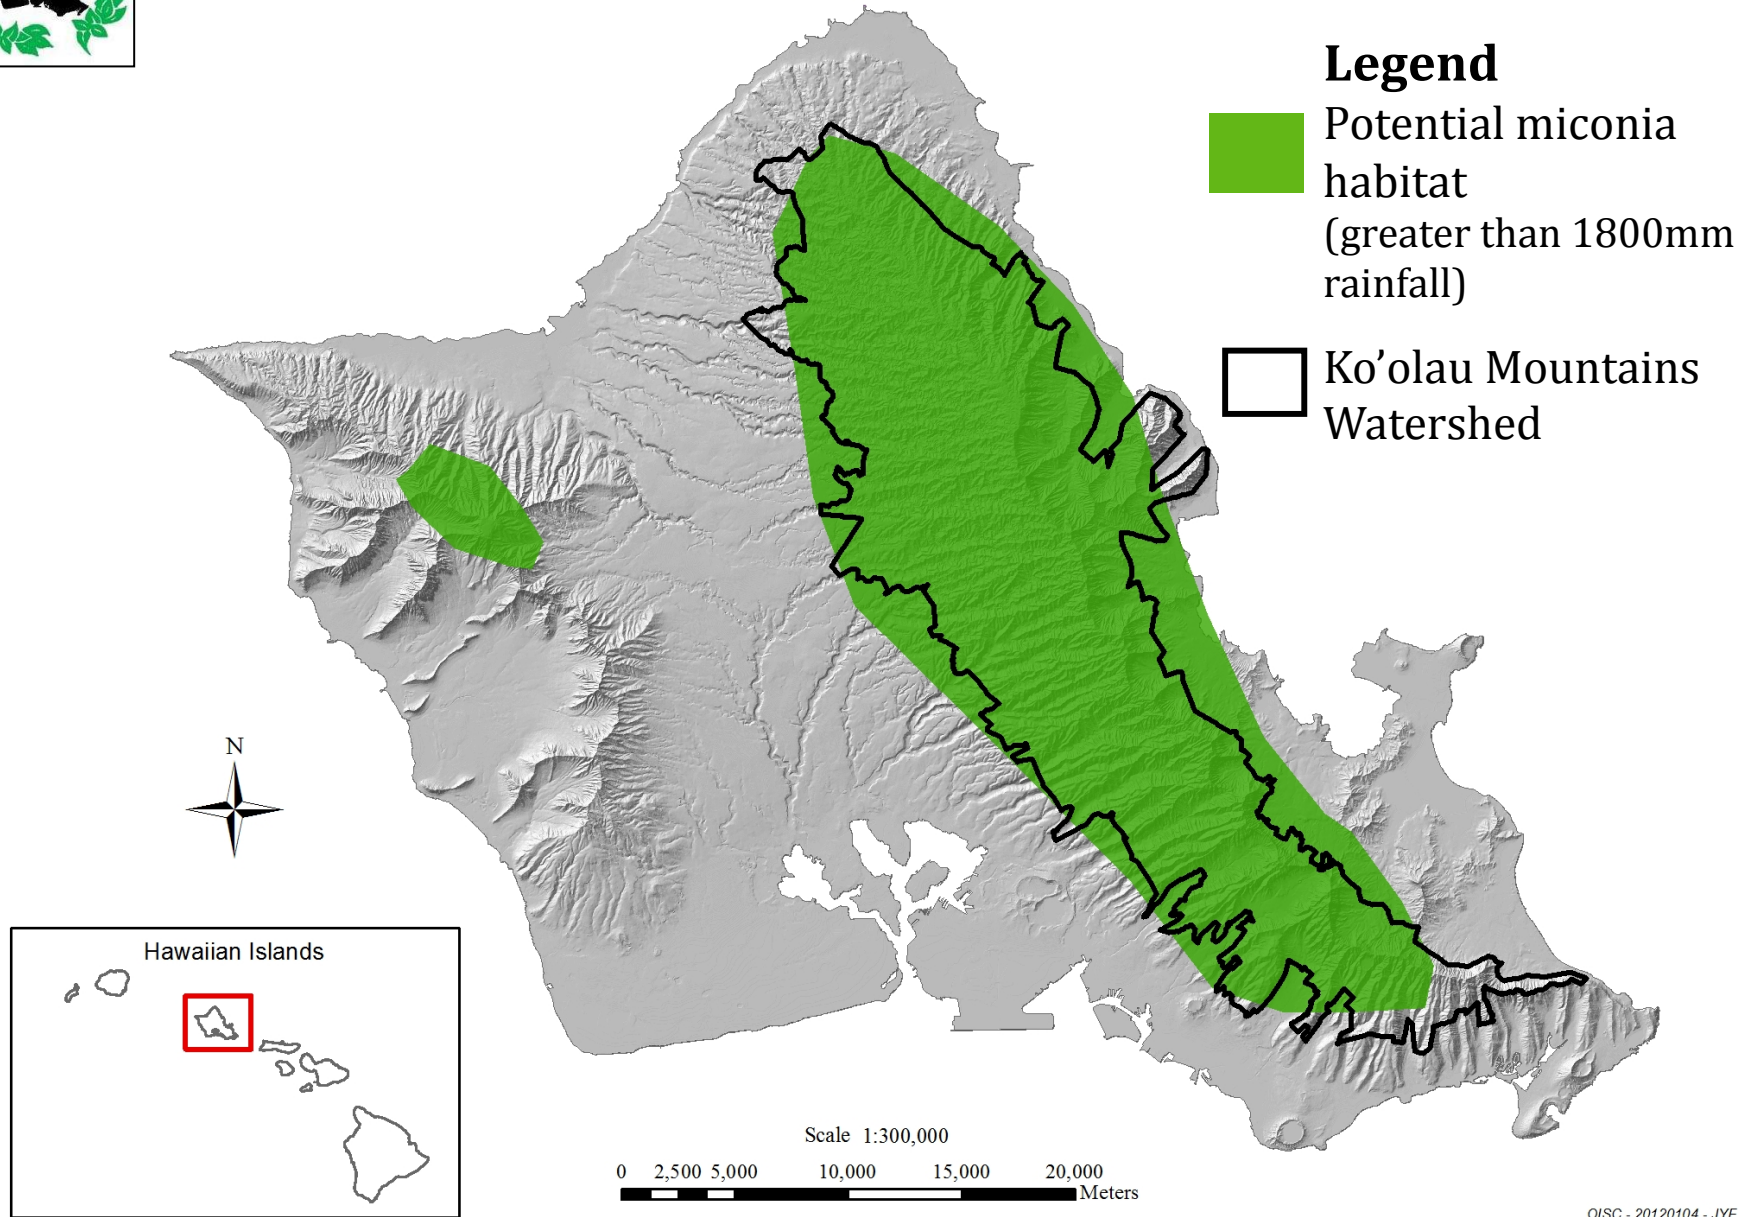 Legend
Potential miconia
habitat
(greater than 1800mm
rainfall)
Ko'olau Mountains
Watershed
N
Hawaiian Islands
Scale 1:300,000
0 2,500 5,000 10,000 15,000 20,000
Meters
OISC - 20120104 - JYF